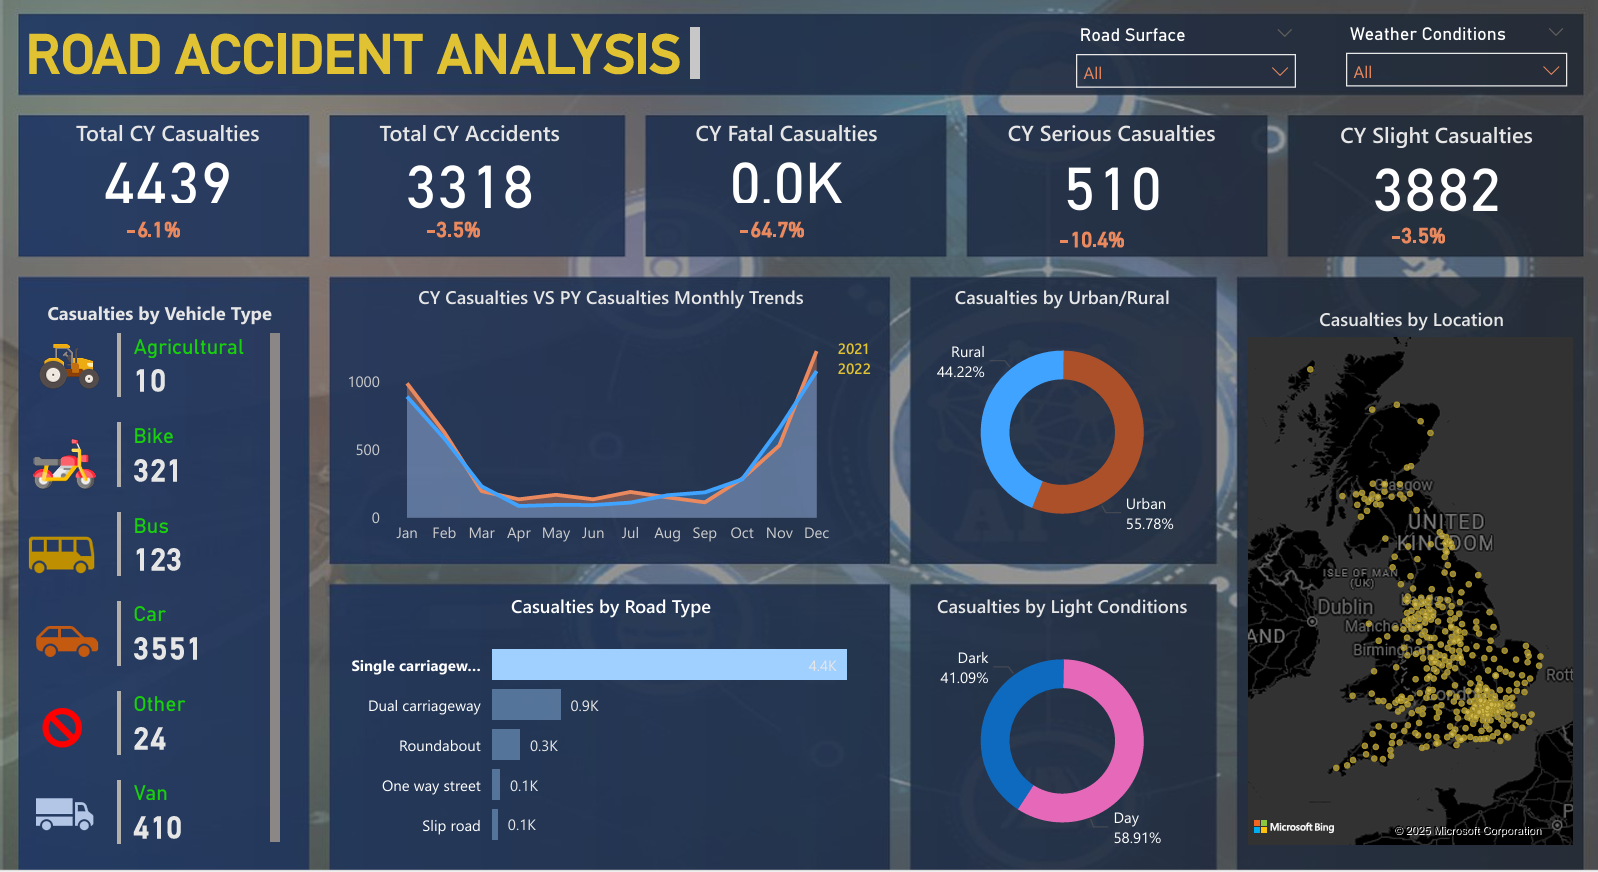 ROAD ACCIDENT ANALYSIS
Road Surface
All
Weather Conditions
All
Total CY Casualties
4439
-6.1%
Total CY Accidents
3318
-3.5%
CY Fatal Casualties
0.0K
-64.7%
CY Serious Casualties
510
-10.4%
CY Slight Casualties
3882
-3.5%
Casualties by Vehicle Type
Agricultural
10
Bike
321
Bus
123
Car
3551
Other
24
Van
410
CY Casualties VS PY Casualties Monthly Trends
2021
2022
1000
500
0
Jan Feb Mar Apr May Jun Jul Aug Sep Oct Nov Dec
Casualties by Road Type
Single carriagew... 4.4K
Dual carriageway 0.9K
Roundabout 0.3K
One way street 0.1K
Slip road 0.1K
Casualties by Urban/Rural
Rural
44.22%
Urban
55.78%
Casualties by Light Conditions
Dark
41.09%
Day
58.91%
Casualties by Location
Glasgow
UNITED
KINGDOM
ISLE OF MAN
(UK)
Dublin
Manche
AND
Birmingha
Rott
P
Microsoft Bing
© 2025 Microsoft Corporation